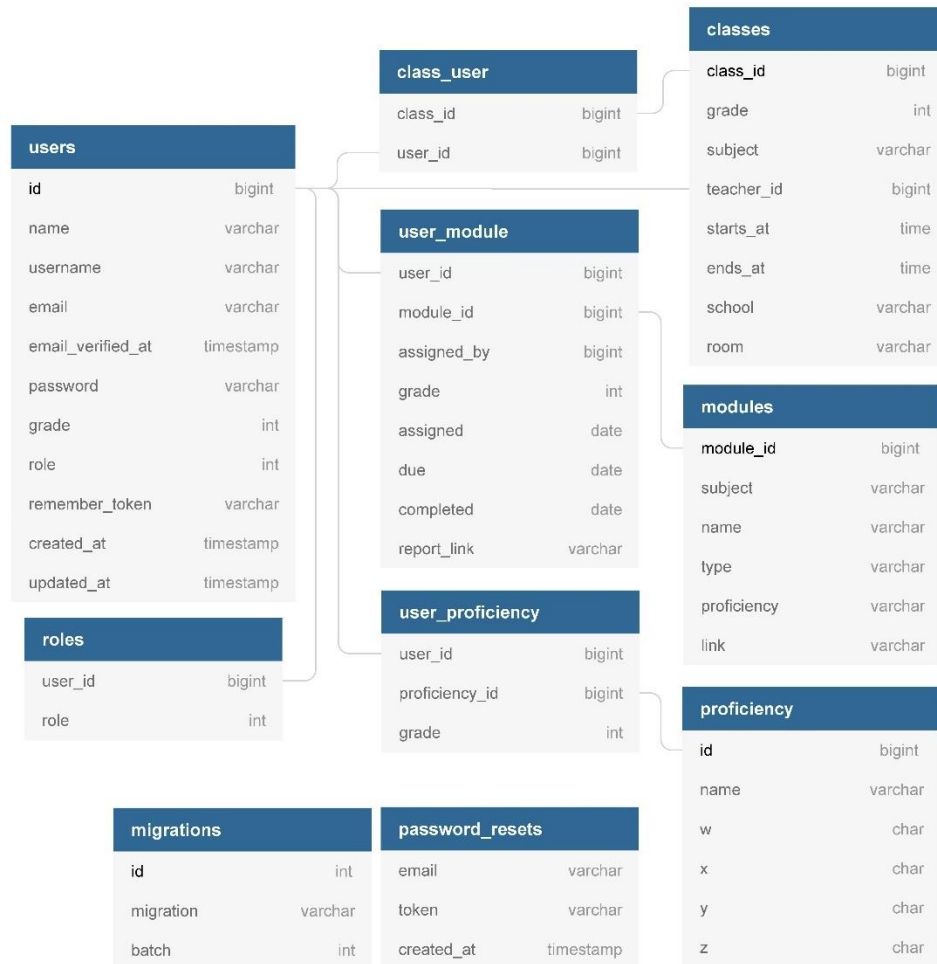 users
id bigint
name varchar
username varchar
email varchar
email_verified_at timestamp
password varchar
grade int
role int
remember_token varchar
created_at timestamp
updated_at timestamp
roles
user_id bigint
role int
class_user
class_id bigint
user_id bigint
user_module
user_id bigint
module_id bigint
assigned_by bigint
grade int
assigned date
due date
completed date
report_link varchar
user_proficiency
user_id bigint
proficiency_id bigint
grade int
classes
class_id bigint
grade int
subject varchar
teacher_id bigint
starts_at time
ends_at time
school varchar
room varchar
modules
module_id bigint
subject varchar
name varchar
type varchar
proficiency varchar
link varchar
proficiency
id bigint
name varchar
w char
x char
y char
z char
migrations
id int
migration varchar
batch int
password_resets
email varchar
token varchar
created_at timestamp